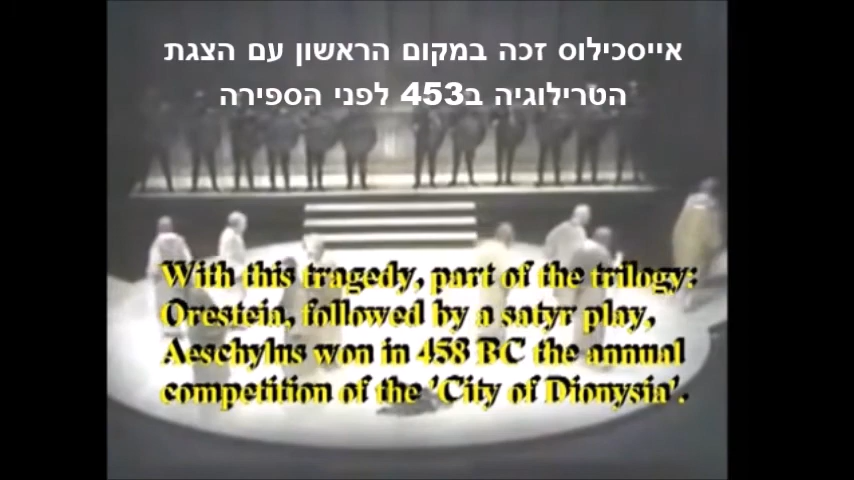 אייסכילוס זכה במקום הראשון עם הצגת
הטרילוגיה ב453 לפני הספירה
With this tragedy, part of the trilogy:
Oresteia, followed by a satyr play,
Aeschylus won in 458 BC the annual
competition of the 'City of Dionysia'.